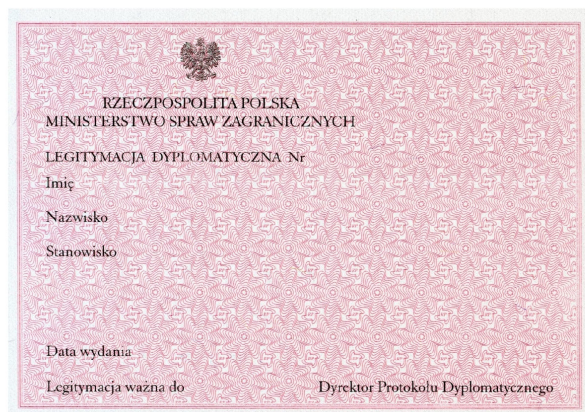 RZECZPOSPOLITA POLSKA
MINISTERSTWO SPRAW ZAGRANICZNYCH
LEGITYMACJA DYPLOMATYCZNA Nr
Imię
Nazwisko
Stanowisko
Data wydania
Legitymacja ważna do Dyrektor Protokołu Dyplomatycznego